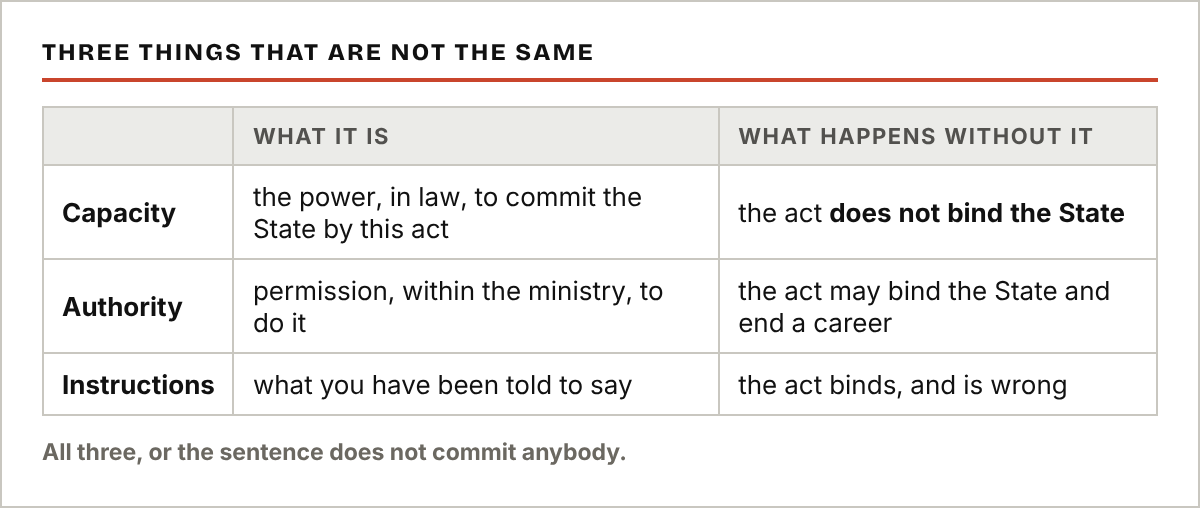 THREE THINGS THAT ARE NOT THE SAME
WHAT IT IS
WHAT HAPPENS WITHOUT IT
Capacity
the power, in law, to commit the
State by this act
the act does not bind the State
Authority
permission, within the ministry, to
do it
the act may bind the State and
end a career
Instructions
what you have been told to say
the act binds, and is wrong
All three, or the sentence does not commit anybody.